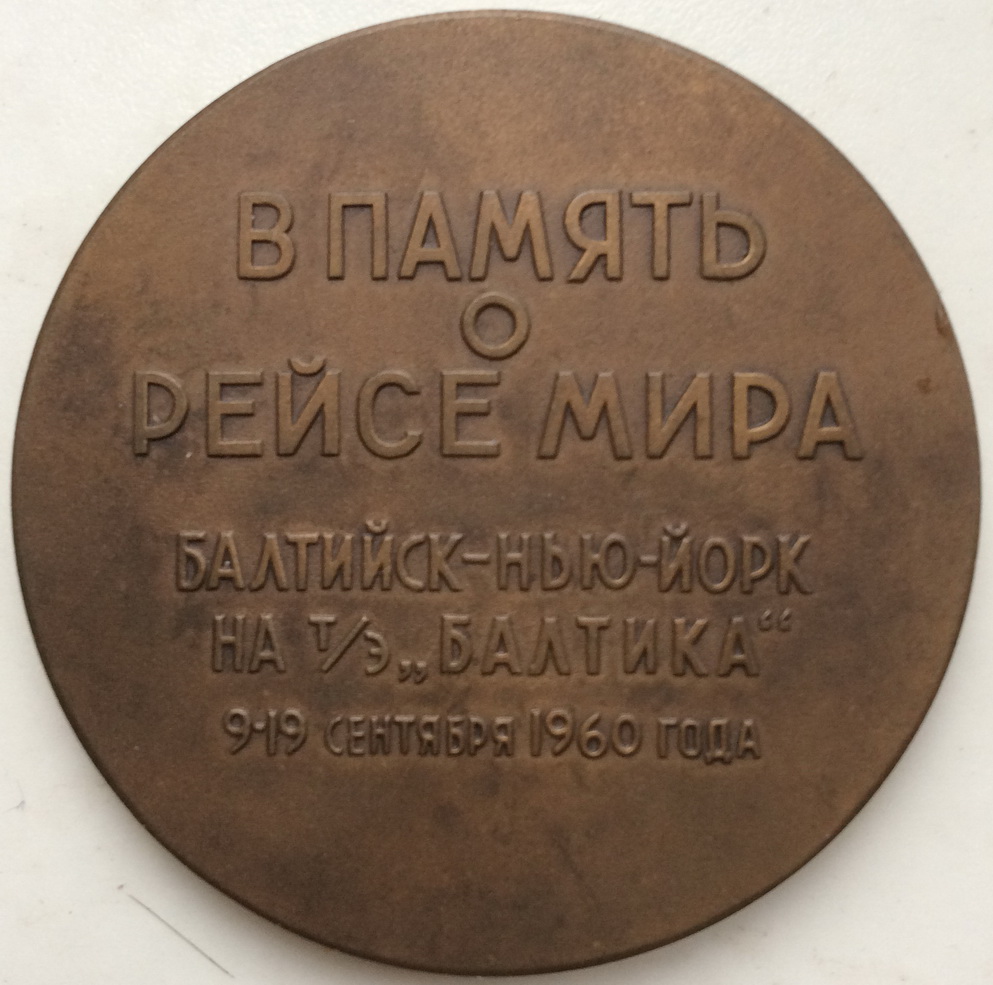 В ПАМЯТЬ
О
РЕЙСЕ МИРА
БАЛТИЙСК-НЬЮ-ЙОРК
НА Т/Э „БАЛТИКА“
9-19 СЕНТЯБРЯ 1960 ГОДА